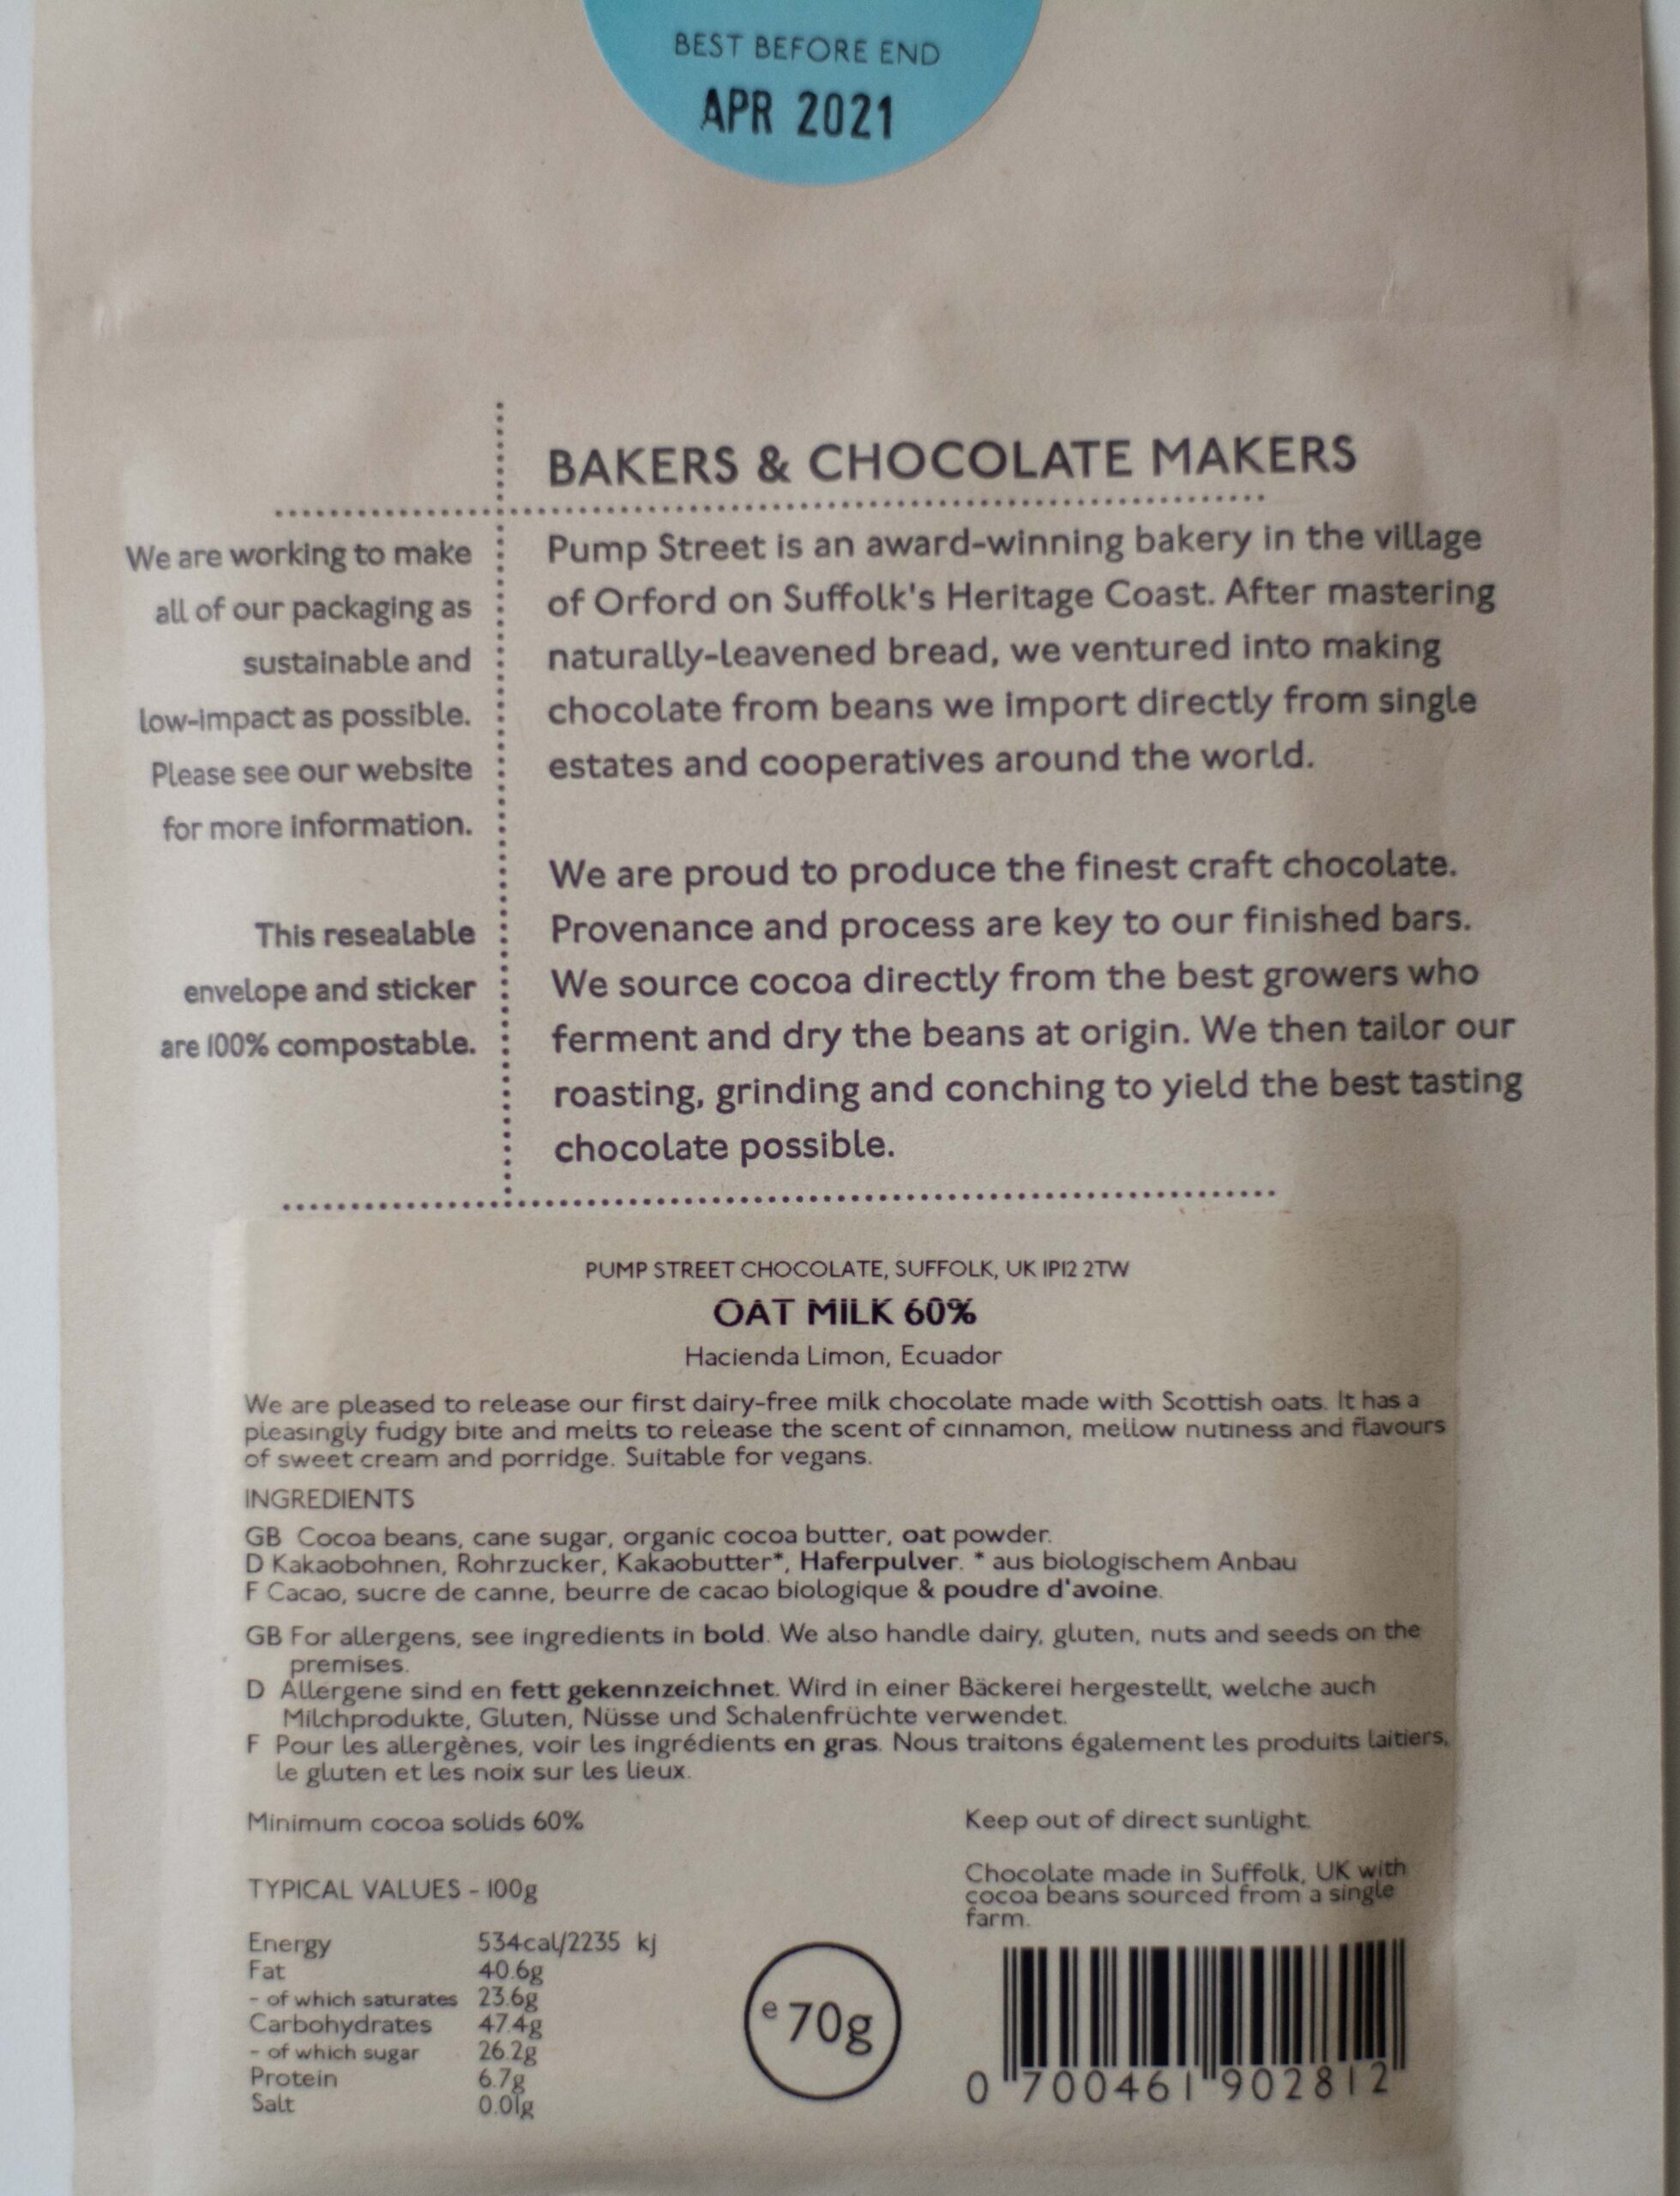 BEST BEFORE END
APR 2021
BAKERS & CHOCOLATE MAKERS
We are working to make
all of our packaging as
sustainable and
low-impact as possible.
Please see our website
for more information.
This resealable
envelope and sticker
are 100% compostable.
Pump Street is an award-winning bakery in the village
of Orford on Suffolk's Heritage Coast. After mastering
naturally-leavened bread, we ventured into making
chocolate from beans we import directly from single
estates and cooperatives around the world.
We are proud to produce the finest craft chocolate.
Provenance and process are key to our finished bars.
We source cocoa directly from the best growers who
ferment and dry the beans at origin. We then tailor our
roasting, grinding and conching to yield the best tasting
chocolate possible.
PUMP STREET CHOCOLATE, SUFFOLK, UK IP12 2TW
OAT MILK 60%
Hacienda Limon, Ecuador
We are pleased to release our first dairy-free milk chocolate made with Scottish oats. It has a
pleasingly fudgy bite and melts to release the scent of cinnamon, mellow nutiness and flavours
of sweet cream and porridge. Suitable for vegans.
INGREDIENTS
GB Cocoa beans, cane sugar, organic cocoa butter, oat powder.
D Kakaobohnen, Rohrzucker, Kakaobutter*, Haferpulver. * aus biologischem Anbau
F Cacao, sucre de canne, beurre de cacao biologique & poudre d'avoine.
GB For allergens, see ingredients in bold. We also handle dairy, gluten, nuts and seeds on the
premises.
D Allergene sind en fett gekennzeichnet. Wird in einer Bäckerei hergestellt, welche auch
Milchprodukte, Gluten, Nüsse und Schalenfrüchte verwendet.
F Pour les allergènes, voir les ingrédients en gras. Nous traitons également les produits laitiers,
le gluten et les noix sur les lieux.
Minimum cocoa solids 60%
TYPICAL VALUES - 100g
Energy 534cal/2235 kj
Fat 40.6g
- of which saturates 23.6g
Carbohydrates 47.4g
- of which sugar 26.2g
Protein 6.7g
Salt 0.01g
e 70g
Keep out of direct sunlight.
Chocolate made in Suffolk, UK with
cocoa beans sourced from a single
farm.
0 700461 902812